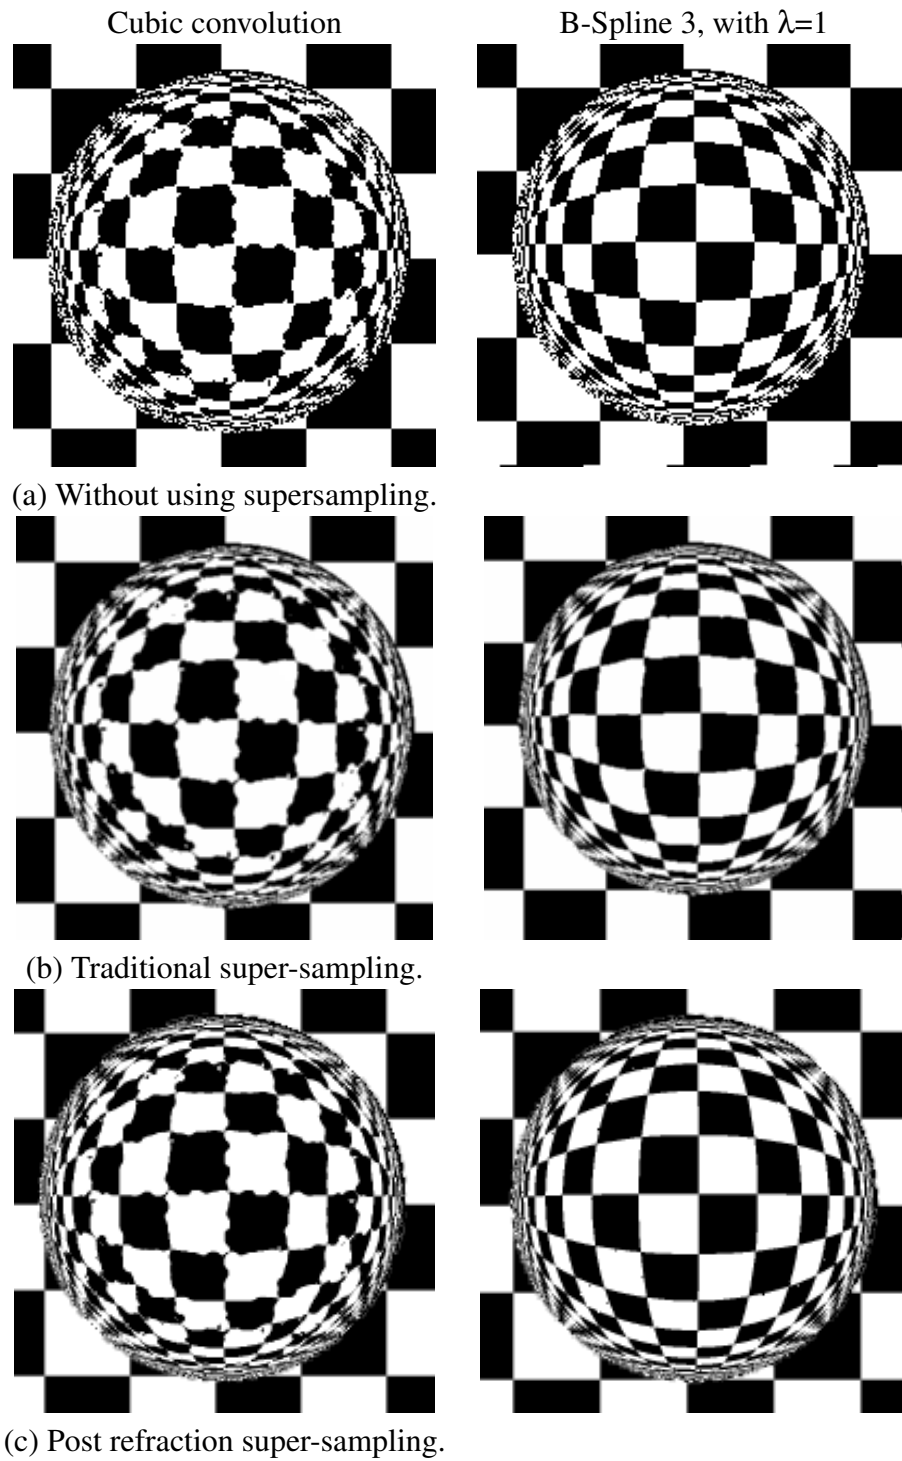 Cubic convolution
B-Spline 3, with λ=1
(a) Without using supersampling.
(b) Traditional super-sampling.
(c) Post refraction super-sampling.